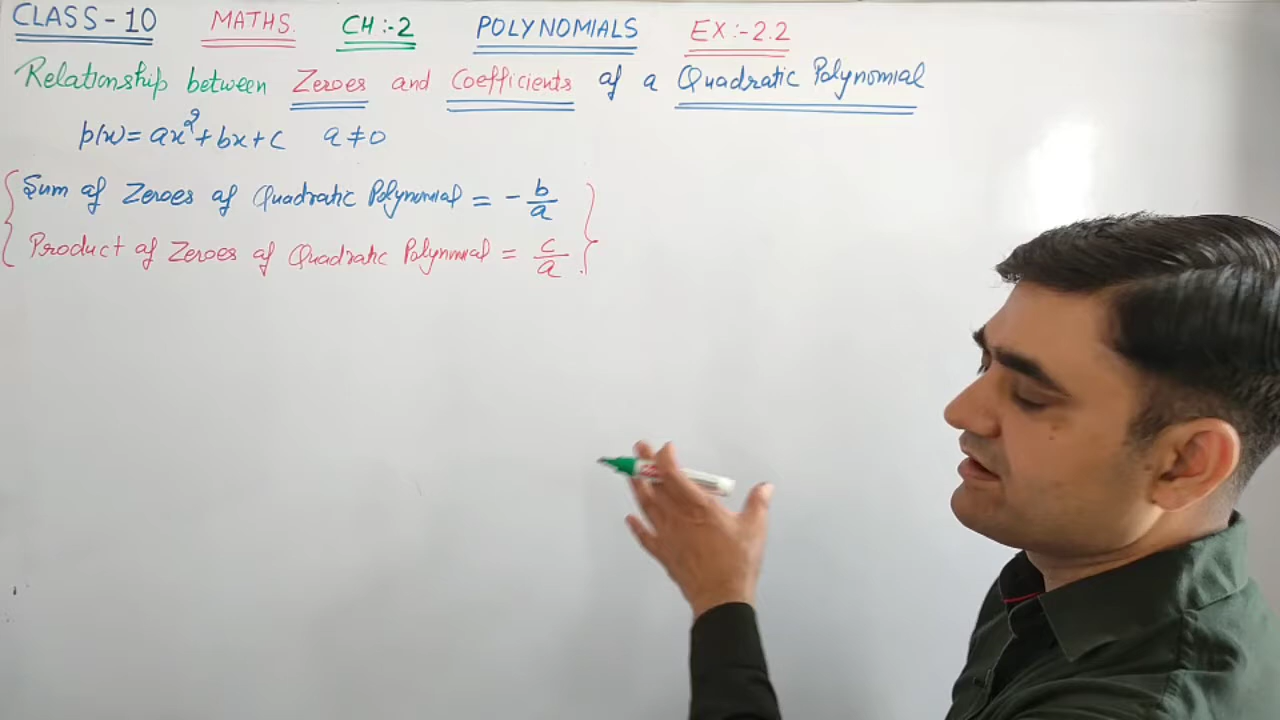 CLASS - 10 MATHS. CH :- 2 POLYNOMIALS EX :- 2.2
Relationship between Zeroes and Coefficients of a Quadratic Polynomial
p(x) = ax² + bx + c a ≠ 0
Sum of Zeroes of Quadratic Polynomial = - b/a
Product of Zeroes of Quadratic Polynomial = c/a